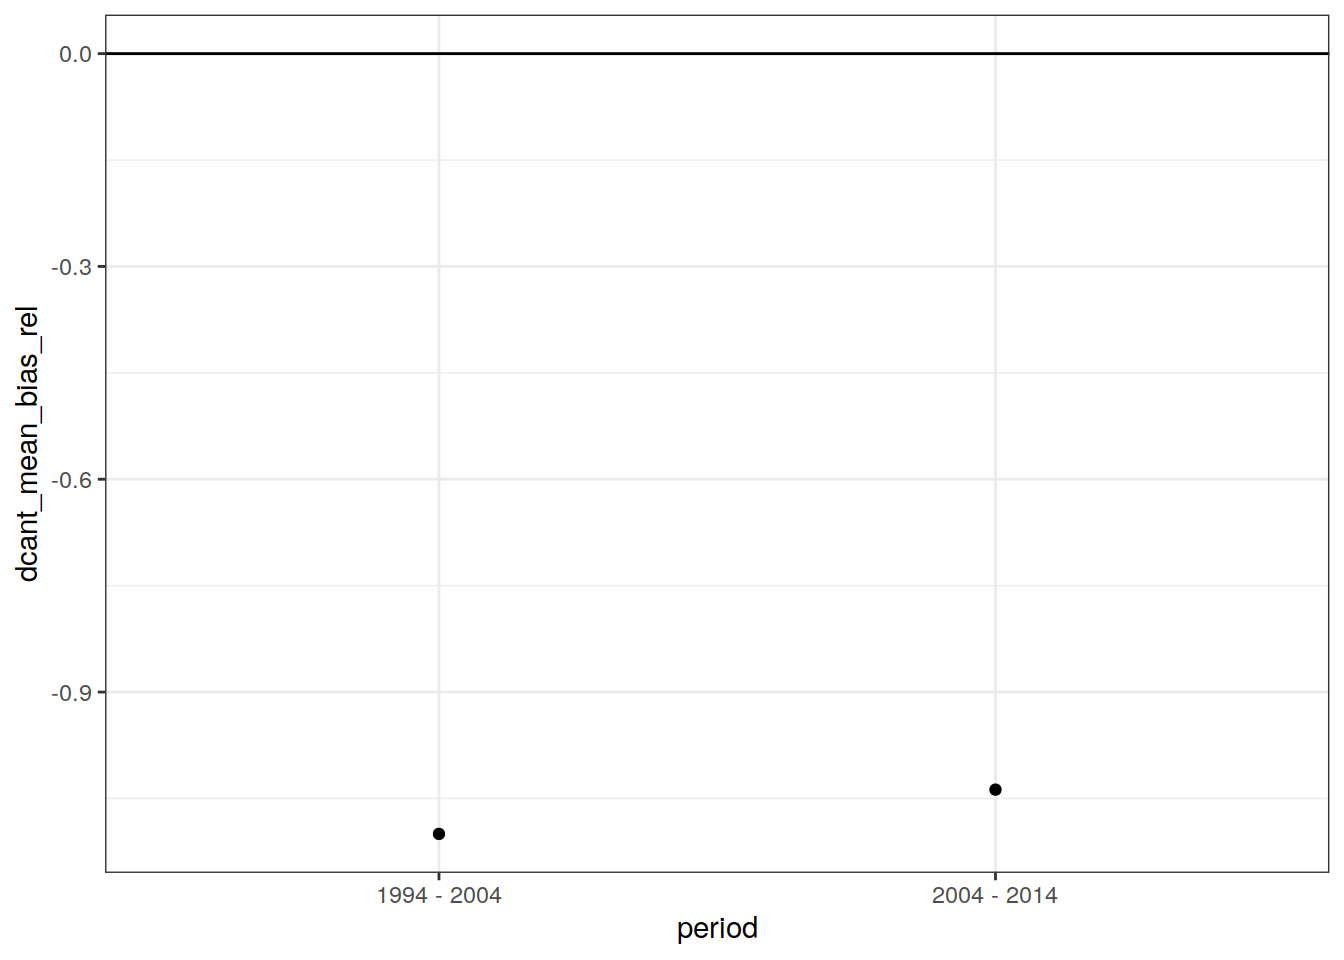 0.0
-0.3
-0.6
-0.9
dcant_mean_bias_rel
1994 - 2004
2004 - 2014
period